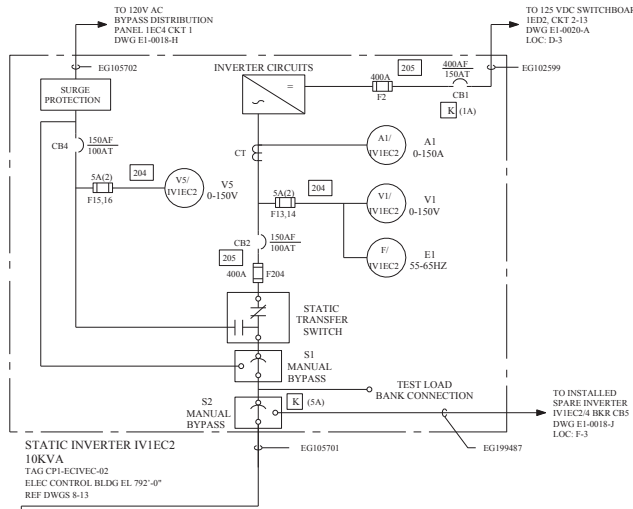 TO 120V AC
BYPASS DISTRIBUTION
PANEL 1EC4 CKT 1
DWG E1-0018-H
TO 125 VDC SWITCHBOAR
1ED2, CKT 2-13
DWG E1-0020-A
LOC: D-3
EG105702
INVERTER CIRCUITS
=
400A
F2
205
400AF
150AT
CB1
K (1A)
EG102599
SURGE
PROTECTION
CB4
150AF
100AT
CT
A1/
IV1EC2
A1
0-150A
5A(2)
F15,16
204
V5/
IV1EC2
V5
0-150V
5A(2)
F13,14
204
V1/
IV1EC2
V1
0-150V
CB2
150AF
100AT
F/
IV1EC2
E1
55-65HZ
205
400A
F204
STATIC
TRANSFER
SWITCH
S1
MANUAL
BYPASS
TEST LOAD
BANK CONNECTION
S2
MANUAL
BYPASS
K (5A)
TO INSTALLED
SPARE INVERTER
IV1EC2/4 BKR CB5
DWG E1-0018-J
LOC: F-3
EG105701
EG199487
STATIC INVERTER IV1EC2
10KVA
TAG CP1-ECIVEC-02
ELEC CONTROL BLDG EL 792'-0"
REF DWGS 8-13